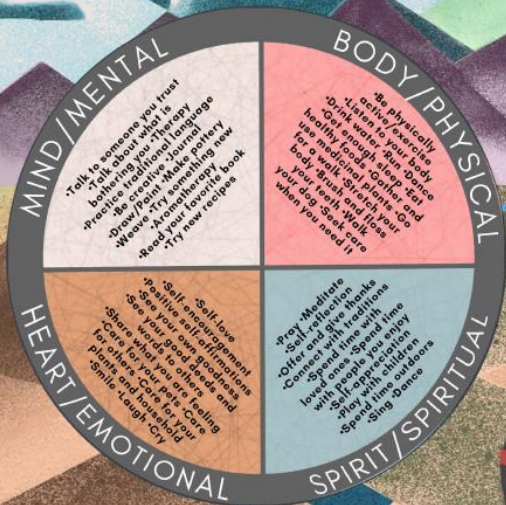 MIND/MENTAL
•Talk to someone you trust
•Talk about what is
bothering you •Therapy
•Practice traditional language
•Be creative •Journal
•Draw/Paint •Make pottery
•Weave •Try something new
•Aromatherapy
•Read your favorite book
•Try new recipes
BODY/PHYSICAL
•Be physically
active/exercise
•Listen to your body
•Drink water •Run •Dance
•Get enough sleep •Eat
healthy foods •Gather and
use medicinal plants •Go
for a walk •Stretch your
body •Brush and floss
your teeth •Walk
your dog •Seek care
when you need it
HEART/EMOTIONAL
•Self-love
•Self-encouragement
•Positive self-affirmations
•See your own goodness
•See your good deeds and
words to others
•Share what you are feeling
•Care for your pets •Care
for others •Care for your
plants and household
•Smile •Laugh •Cry
SPIRIT/SPIRITUAL
•Pray •Meditate
•Self-reflection
•Offer and give thanks
•Connect with traditions
•Spend time with
loved ones •Spend time
with people you enjoy
•Self-appreciation
•Play with children
•Spend time outdoors
•Sing •Dance